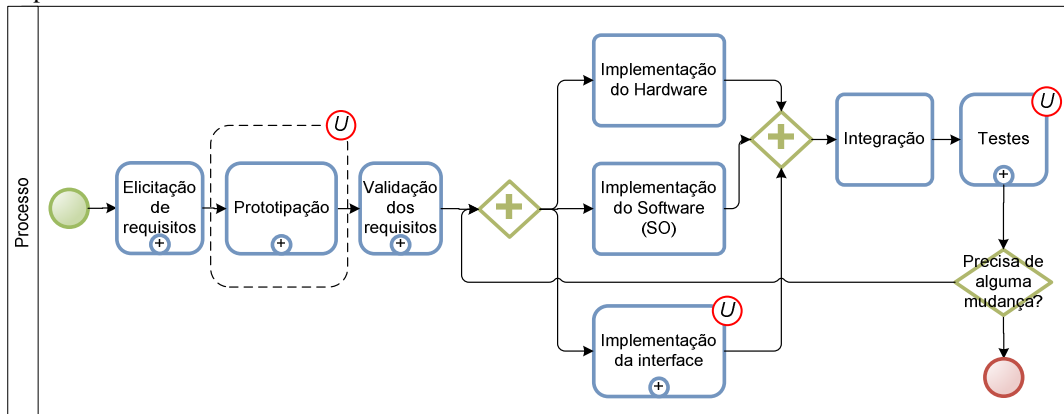 Processo
Elicitação
de
requisitos
Prototipação
U
Validação
dos
requisitos
Implementação
do Hardware
Implementação
do Software
(SO)
Implementação
da interface
U
Integração
Testes
U
Precisa de
alguma
mudança?